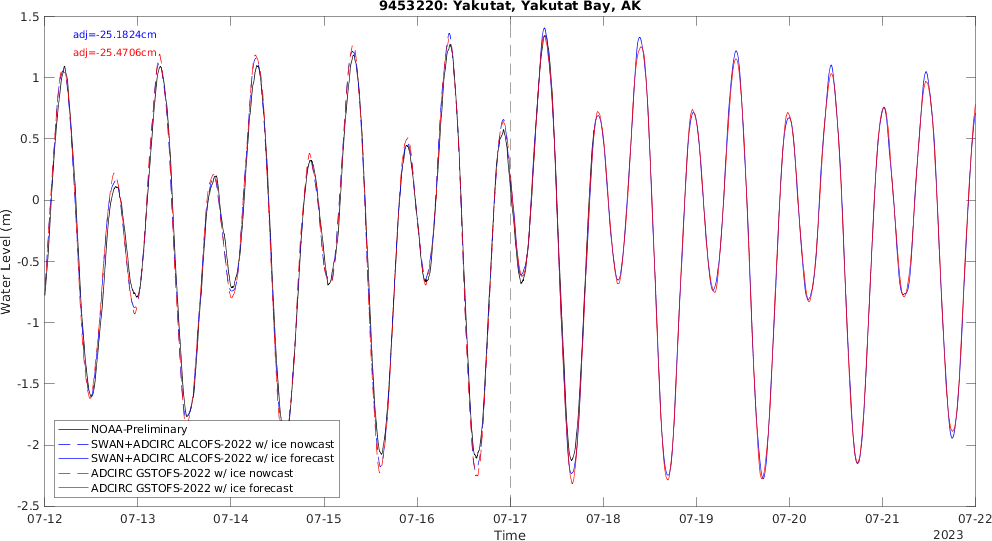 9453220: Yakutat, Yakutat Bay, AK
adj=-25.1824cm
adj=-25.4706cm
1.5
1
0.5
0
-0.5
-1
-1.5
-2
-2.5
Water Level (m)
NOAA-Preliminary
SWAN+ADCIRC ALCOFS-2022 w/ ice nowcast
SWAN+ADCIRC ALCOFS-2022 w/ ice forecast
ADCIRC GSTOFS-2022 w/ ice nowcast
ADCIRC GSTOFS-2022 w/ ice forecast
07-12 07-13 07-14 07-15 07-16 07-17 07-18 07-19 07-20 07-21 07-22
Time
2023